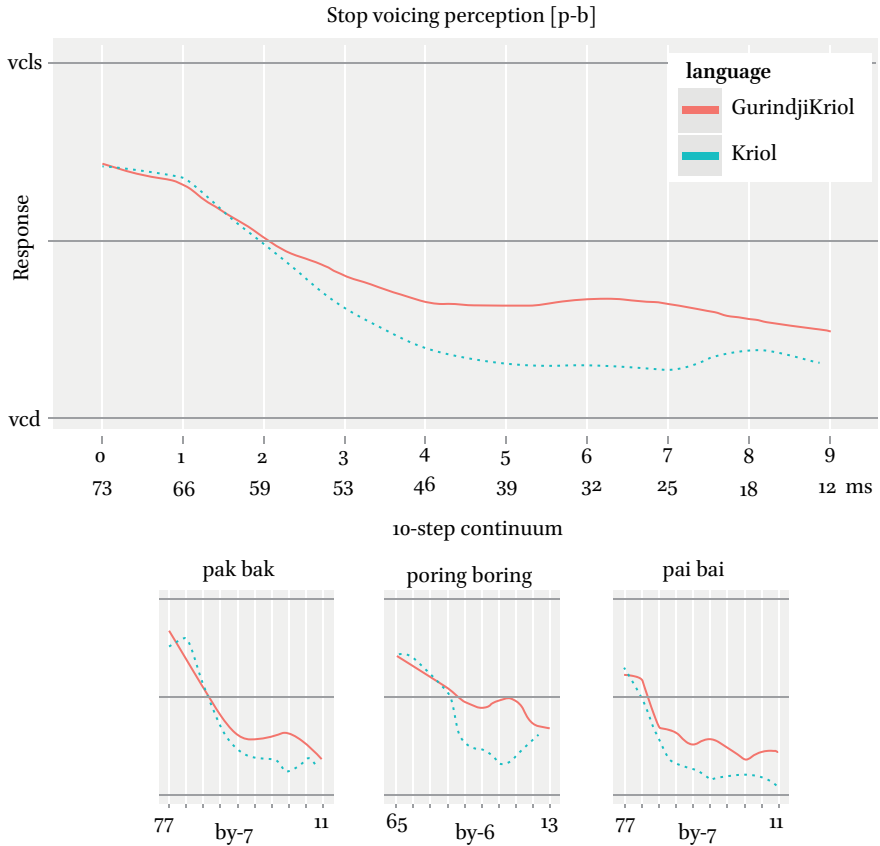 Stop voicing perception [p-b]
vcls
language
GurindjiKriol
Kriol
Response
vcd
0 1 2 3 4 5 6 7 8 9
73 66 59 53 46 39 32 25 18 12 ms
10-step continuum
pak bak poring boring pai bai
77 11 65 13 77 11
by-7 by-6 by-7